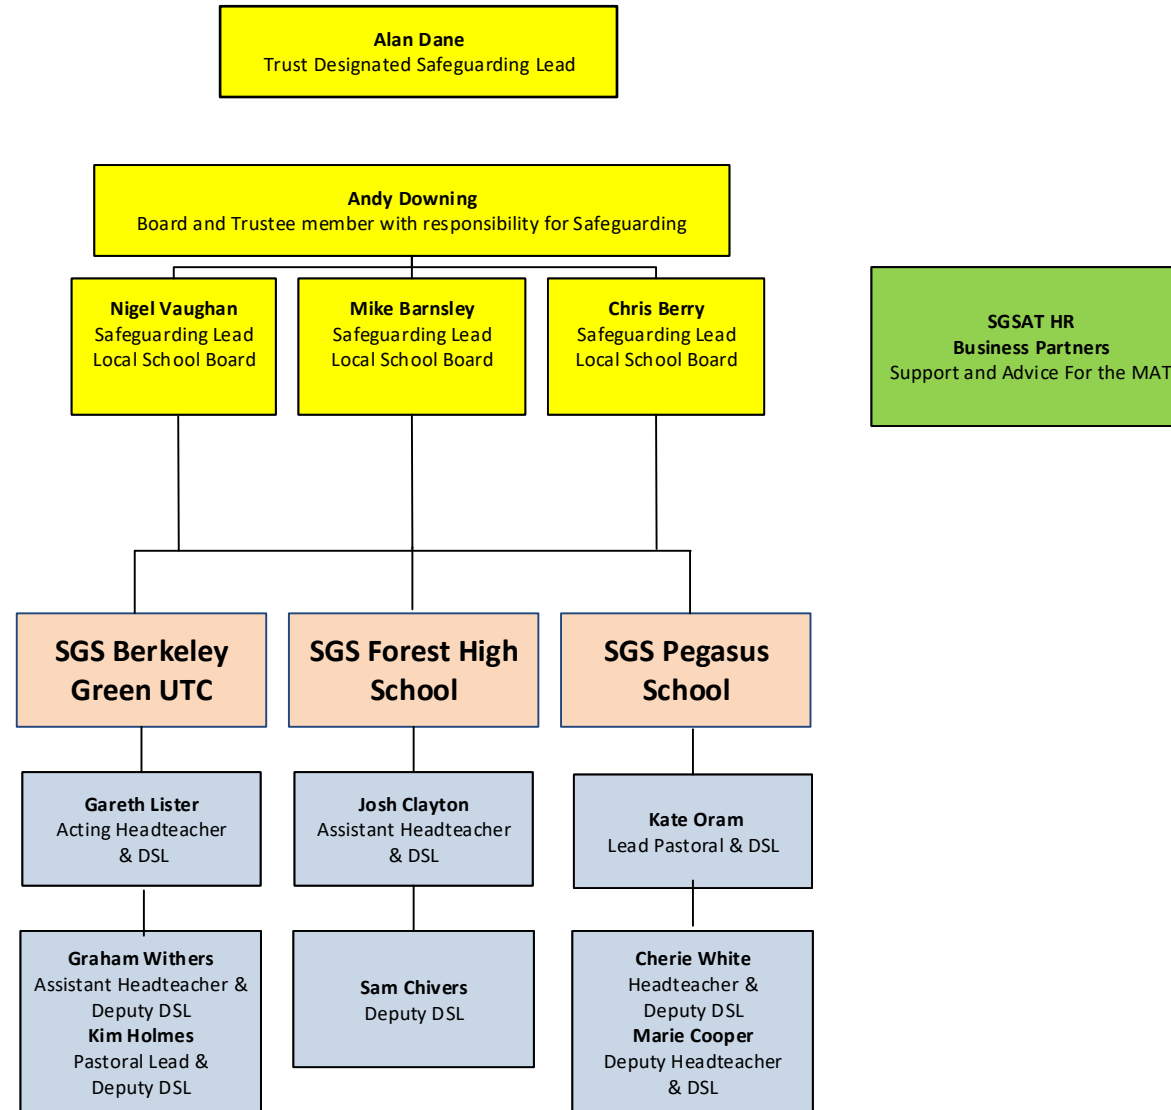 Alan Dane
Trust Designated Safeguarding Lead
Andy Downing
Board and Trustee member with responsibility for Safeguarding
Nigel Vaughan
Safeguarding Lead
Local School Board
Mike Barnsley
Safeguarding Lead
Local School Board
Chris Berry
Safeguarding Lead
Local School Board
SGSAT HR
Business Partners
Support and Advice For the MAT
SGS Berkeley
Green UTC
SGS Forest High
School
SGS Pegasus
School
Gareth Lister
Acting Headteacher
& DSL
Josh Clayton
Assistant Headteacher
& DSL
Kate Oram
Lead Pastoral & DSL
Graham Withers
Assistant Headteacher &
Deputy DSL
Kim Holmes
Pastoral Lead &
Deputy DSL
Sam Chivers
Deputy DSL
Cherie White
Headteacher &
Deputy DSL
Marie Cooper
Deputy Headteacher
& DSL